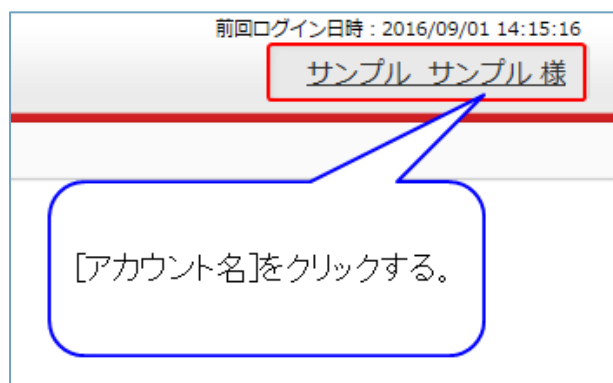 前回ログイン日時：2016/09/01 14:15:16
サンプル サンプル 様
[アカウント名]をクリックする。